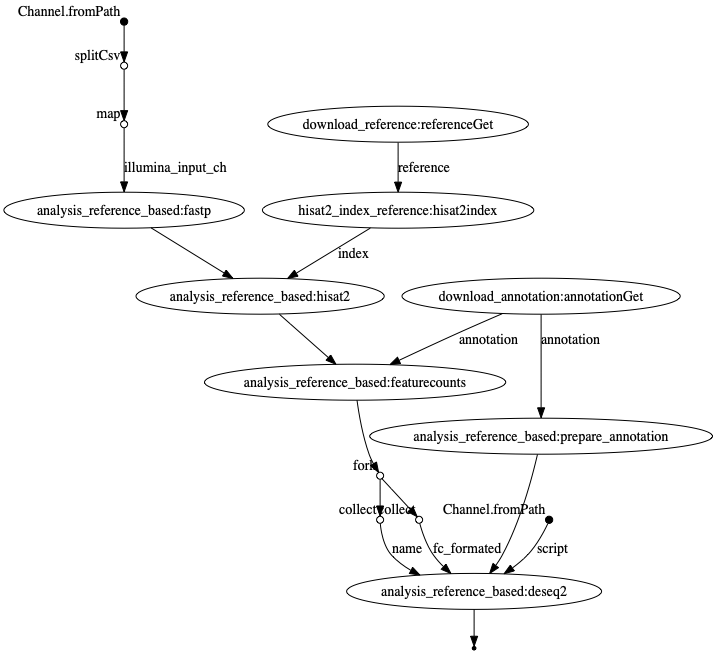 Channel.fromPath
splitCsv
map
download_reference:referenceGet
illumina_input_ch
reference
analysis_reference_based:fastp
hisat2_index_reference:hisat2index
index
analysis_reference_based:hisat2
download_annotation:annotationGet
annotation
annotation
analysis_reference_based:featurecounts
analysis_reference_based:prepare_annotation
fork
collect
collect
Channel.fromPath
name
fc_formated
script
analysis_reference_based:deseq2